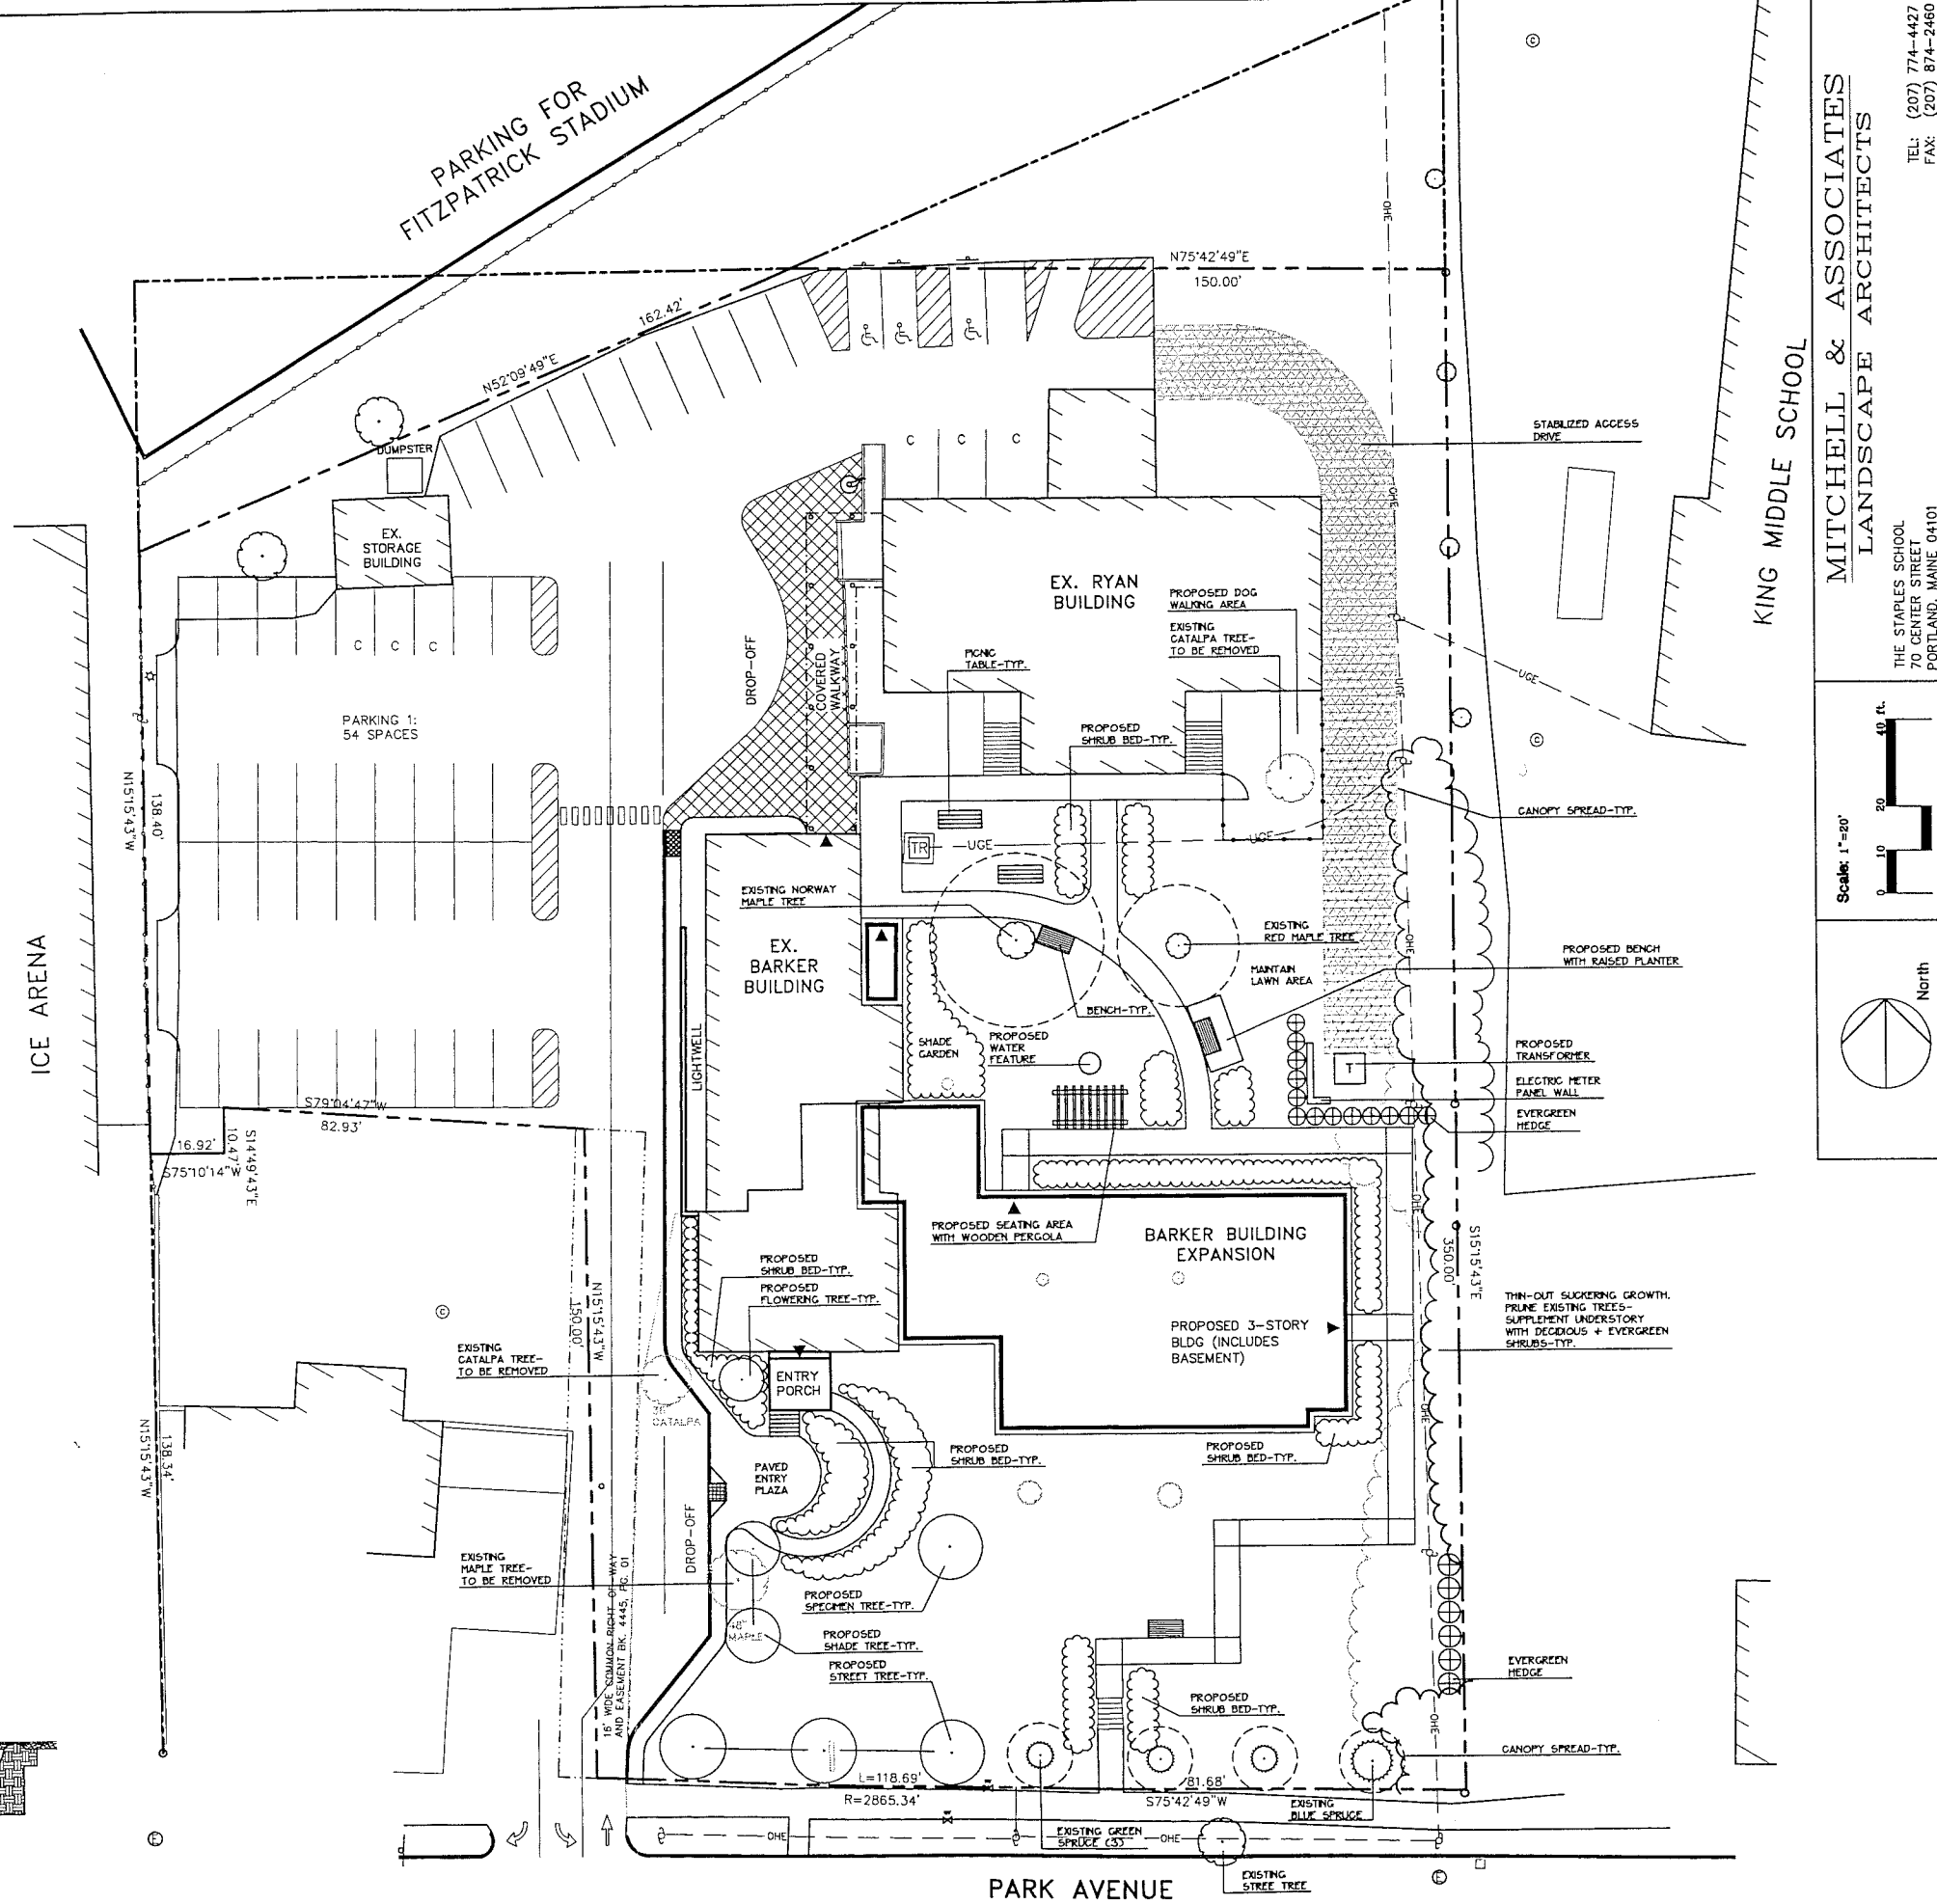 PARKING FOR
FITZPATRICK STADIUM
N75°42'49"E
150.00'
162.42'
N52°09'49"E
OHE
DUMPSTER
EX.
STORAGE
BUILDING
C C C
STABILIZED ACCESS
DRIVE
OHE
KING MIDDLE SCHOOL
EX. RYAN
BUILDING
PROPOSED DOG
WALKING AREA
EXISTING
CATALPA TREE-
TO BE REMOVED
PICNIC
TABLE-TYP.
PROPOSED
SHRUB BED-TYP.
DROP-OFF
COVERED
WALKWAY
C C C
PARKING 1:
54 SPACES
UGE
UGE
N15°15'43"W
138.40'
CANOPY SPREAD-TYP.
TR
UGE
UGE
EXISTING NORWAY
MAPLE TREE
EX.
BARKER
BUILDING
EXISTING
RED MAPLE TREE
MAINTAIN
LAWN AREA
OHE
PROPOSED BENCH
WITH RAISED PLANTER
ICE ARENA
BENCH-TYP.
SHADE
GARDEN
PROPOSED
WATER
FEATURE
LIGHTWELL
T
PROPOSED
TRANSFORMER
ELECTRIC METER
PANEL WALL
EVERGREEN
HEDGE
S79°04'47"W
82.93'
16.92'
10.47'
S14°49'43"E
S75°10'14"W
PROPOSED SEATING AREA
WITH WOODEN PERGOLA
BARKER BUILDING
EXPANSION
OHE
S15°15'43"E
350.00'
PROPOSED
SHRUB BED-TYP.
PROPOSED
FLOWERING TREE-TYP.
N15°15'43"W
150.00'
PROPOSED 3-STORY
BLDG (INCLUDES
BASEMENT)
THIN-OUT SUCKERING GROWTH.
PRUNE EXISTING TREES-
SUPPLEMENT UNDERSTORY
WITH DECIDIOUS + EVERGREEN
SHRUBS-TYP.
EXISTING
CATALPA TREE-
TO BE REMOVED
ENTRY
PORCH
CATALPA
OHE
N15°15'43"W
138.34'
PAVED
ENTRY
PLAZA
PROPOSED
SHRUB BED-TYP.
PROPOSED
SHRUB BED-TYP.
DROP-OFF
EXISTING
MAPLE TREE-
TO BE REMOVED
16' WIDE COMMON RIGHT OF WAY
AND EASEMENT BK. 4445, PG. 01
PROPOSED
SPECIMEN TREE-TYP.
48"
MAPLE
PROPOSED
SHADE TREE-TYP.
PROPOSED
STREET TREE-TYP.
EVERGREEN
HEDGE
PROPOSED
SHRUB BED-TYP.
OHE
CANOPY SPREAD-TYP.
L=118.69'
R=2865.34'
81.68'
S75°42'49"W
EXISTING
BLUE SPRUCE
OHE
EXISTING GREEN
SPRUCE (3)
OHE
EXISTING
STREE TREE
PARK AVENUE
MITCHELL & ASSOCIATES
LANDSCAPE ARCHITECTS
THE STAPLES SCHOOL
70 CENTER STREET
PORTLAND, MAINE 04101
TEL: (207) 774-4427
FAX: (207) 874-2460
Scale: 1"=20'
0 10 20 40 ft.
North